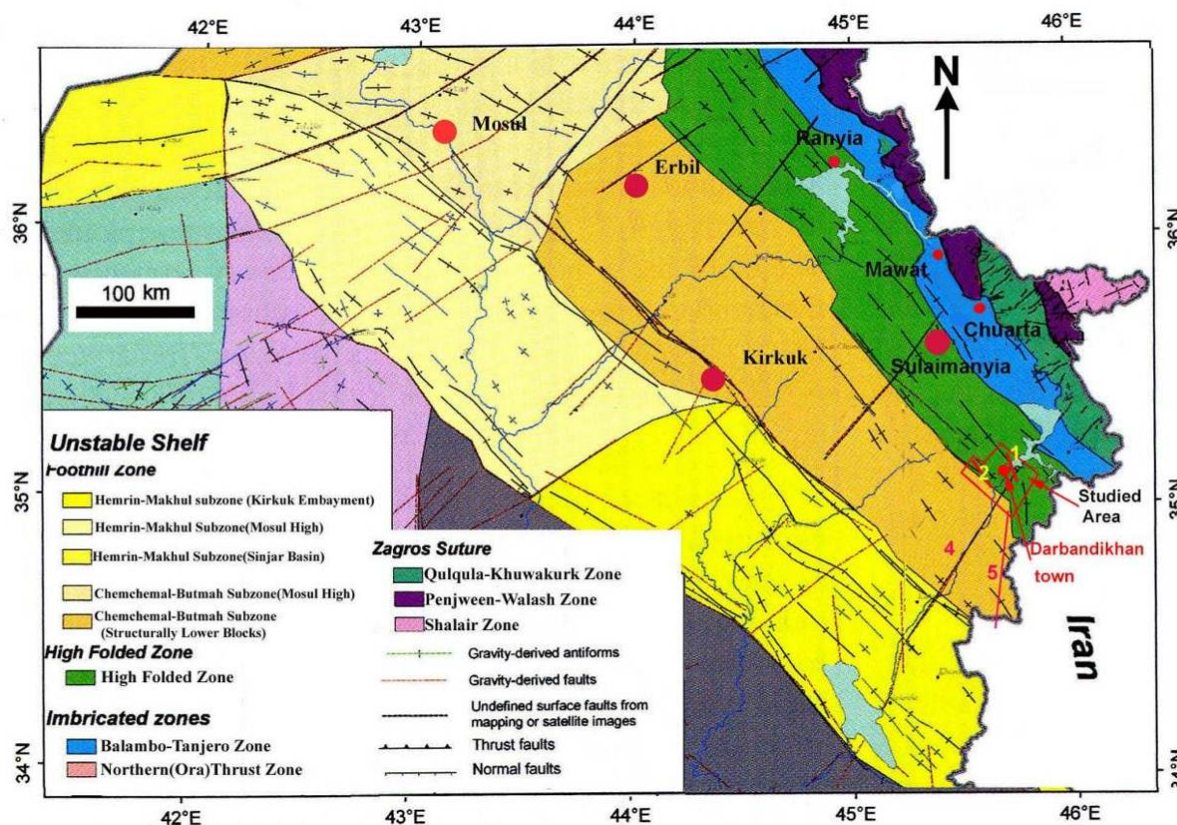 42°E
43°E
44°E
45°E
46°E
N
Mosul
Erbil
Ranyia
36°N
36°N
100 km
Mawat
Chuarta
Sulaimanyia
Kirkuk
Unstable Shelf
Foothill Zone
Hemrin-Makhul subzone (Kirkuk Embayment)
Hemrin-Makhul Subzone(Mosul High)
Hemrin-Makhul Subzone(Sinjar Basin)
Chemchemal-Butmah Subzone(Mosul High)
Chemchemal-Butmah Subzone
(Structurally Lower Blocks)
High Folded Zone
High Folded Zone
Imbricated zones
Balambo-Tanjero Zone
Northern(Ora)Thrust Zone
Zagros Suture
Qulqula-Khuwakurk Zone
Penjween-Walash Zone
Shalair Zone
Gravity-derived antiforms
Gravity-derived faults
Undefined surface faults from
mapping or satellite images
Thrust faults
Normal faults
1
2
35°N
35°N
Studied
Area
Darbandikhan
town
4
5
Iran
34°N
34°N
42°E
43°E
44°E
45°E
46°E